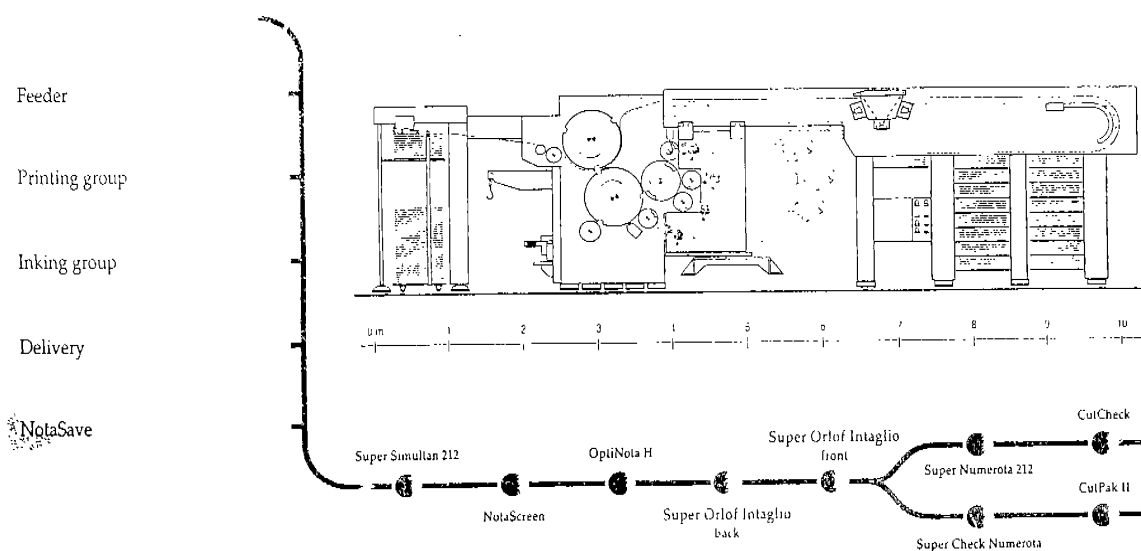 Feeder
Printing group
Inking group
Delivery
NotaSave
0 m 1 2 3 4 5 6 7 8 9 10
Super Simultan 212
NotaScreen
OptiNota H
Super Orlof Intaglio
back
Super Orlof Intaglio
front
Super Numerota 212
CutCheck
Super Check Numerota
CutPak II